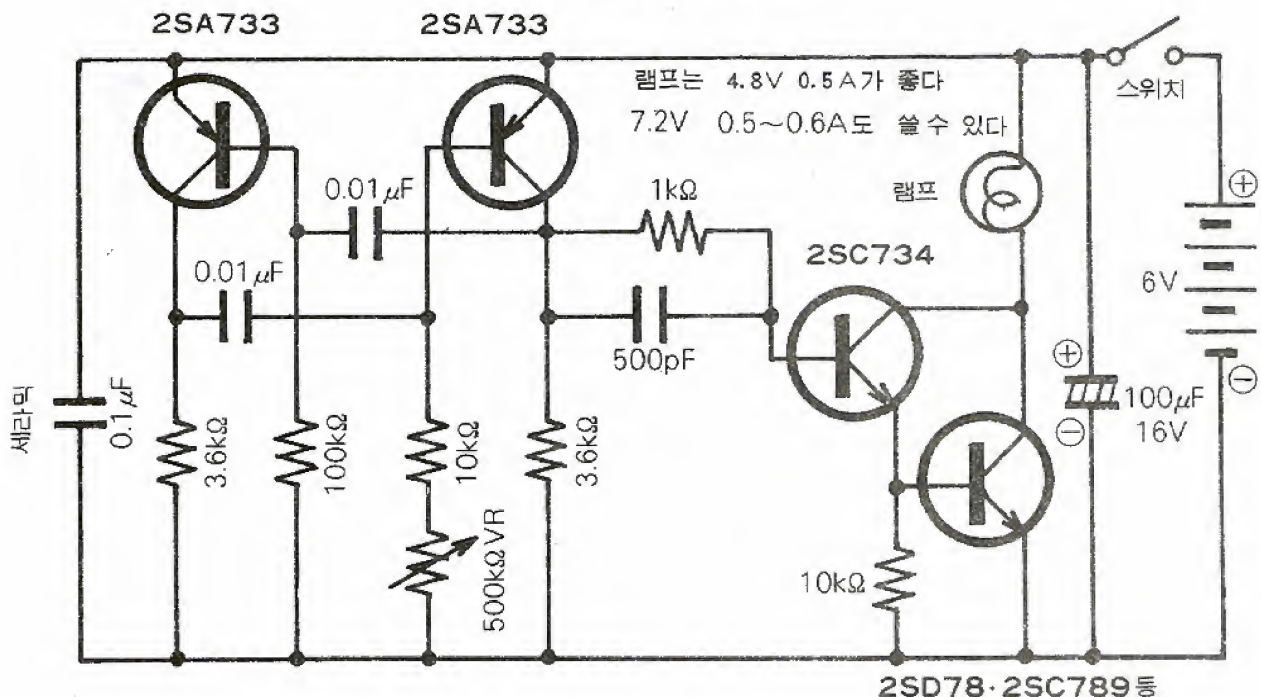 2SA733
2SA733
램프는 4.8V 0.5A가 좋다
7.2V 0.5~0.6A도 쓸 수 있다
스위치
램프
0.01μF
1kΩ
⊕
2SC734
0.01μF
6V
500pF
⊕
⊖
세라믹
0.1μF
100μF
16V
⊖
3.6kΩ
100kΩ
10kΩ
3.6kΩ
500kΩVR
10kΩ
2SD78·2SC789등